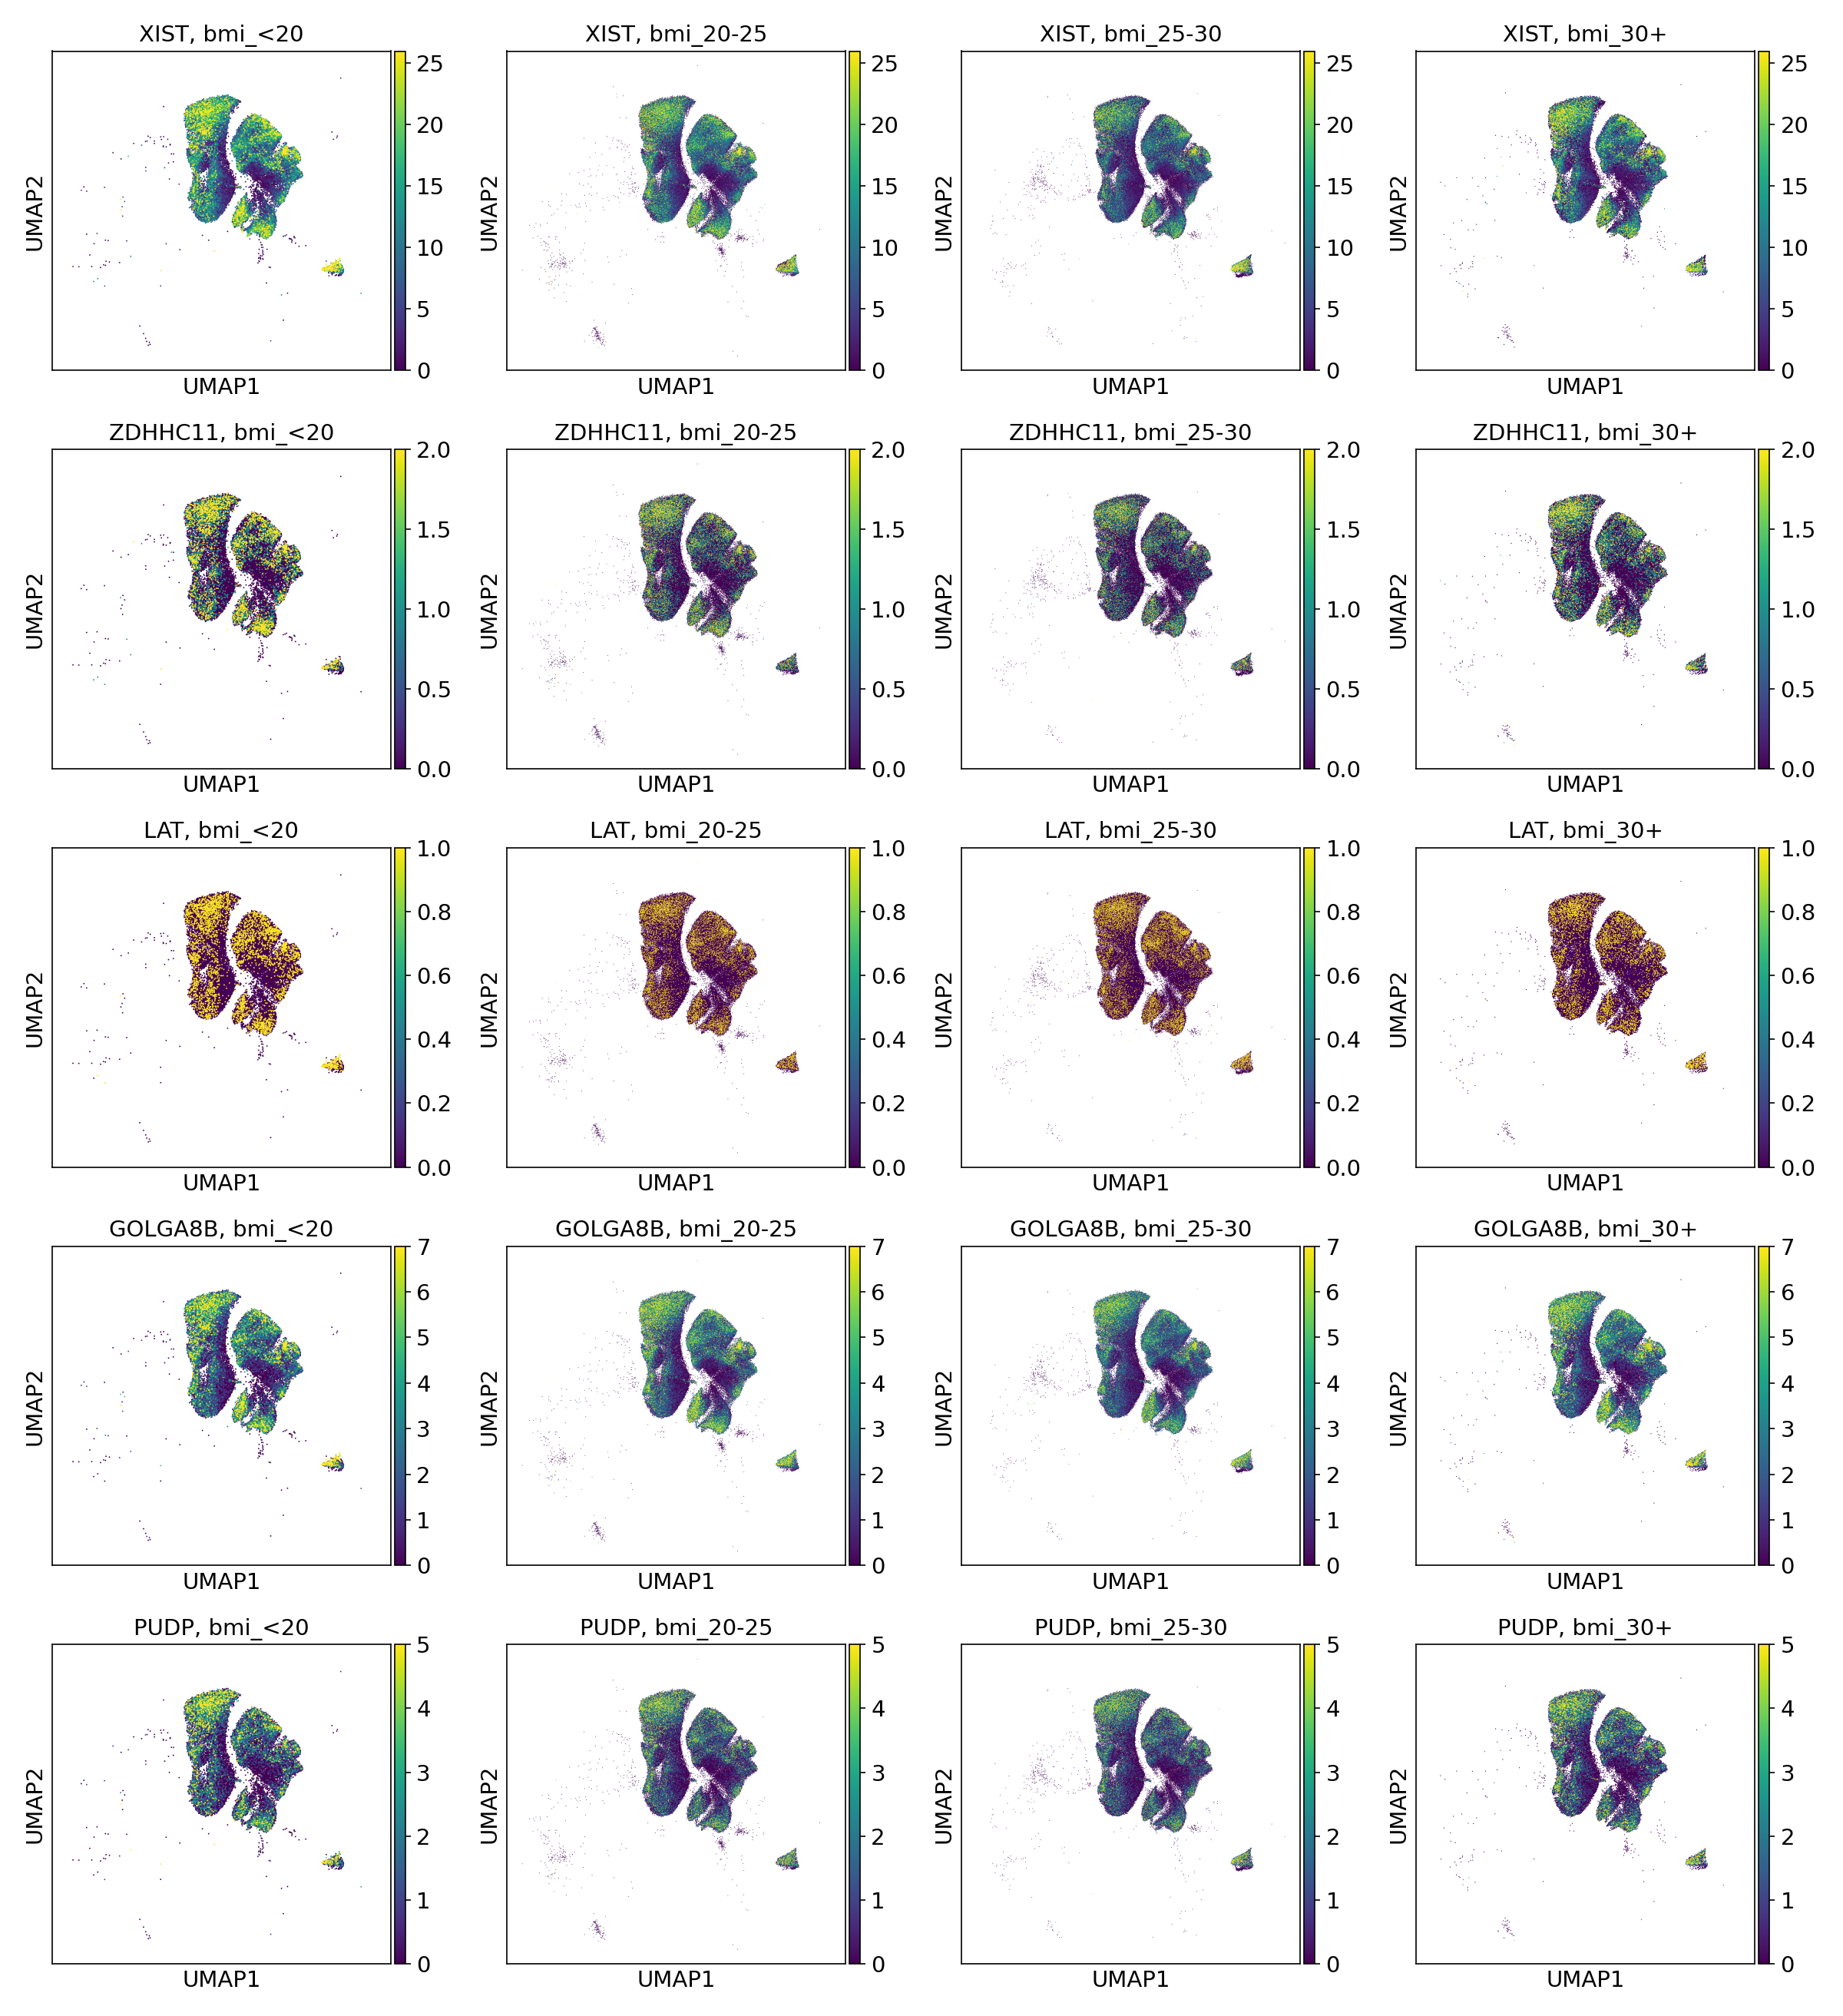 XIST, bmi_<20 XIST, bmi_20-25 XIST, bmi_25-30 XIST, bmi_30+
25 25 25 25
20 20 20 20
15 15 15 15
UMAP2 UMAP2 UMAP2 UMAP2
10 10 10 10
5 5 5 5
0 0 0 0
UMAP1 UMAP1 UMAP1 UMAP1
ZDHHC11, bmi_<20 ZDHHC11, bmi_20-25 ZDHHC11, bmi_25-30 ZDHHC11, bmi_30+
2.0 2.0 2.0 2.0
1.5 1.5 1.5 1.5
UMAP2 UMAP2 UMAP2 UMAP2
1.0 1.0 1.0 1.0
0.5 0.5 0.5 0.5
0.0 0.0 0.0 0.0
UMAP1 UMAP1 UMAP1 UMAP1
LAT, bmi_<20 LAT, bmi_20-25 LAT, bmi_25-30 LAT, bmi_30+
1.0 1.0 1.0 1.0
0.8 0.8 0.8 0.8
0.6 0.6 0.6 0.6
UMAP2 UMAP2 UMAP2 UMAP2
0.4 0.4 0.4 0.4
0.2 0.2 0.2 0.2
0.0 0.0 0.0 0.0
UMAP1 UMAP1 UMAP1 UMAP1
GOLGA8B, bmi_<20 GOLGA8B, bmi_20-25 GOLGA8B, bmi_25-30 GOLGA8B, bmi_30+
7 7 7 7
6 6 6 6
5 5 5 5
4 4 4 4
UMAP2 UMAP2 UMAP2 UMAP2
3 3 3 3
2 2 2 2
1 1 1 1
0 0 0 0
UMAP1 UMAP1 UMAP1 UMAP1
PUDP, bmi_<20 PUDP, bmi_20-25 PUDP, bmi_25-30 PUDP, bmi_30+
5 5 5 5
4 4 4 4
3 3 3 3
UMAP2 UMAP2 UMAP2 UMAP2
2 2 2 2
1 1 1 1
0 0 0 0
UMAP1 UMAP1 UMAP1 UMAP1